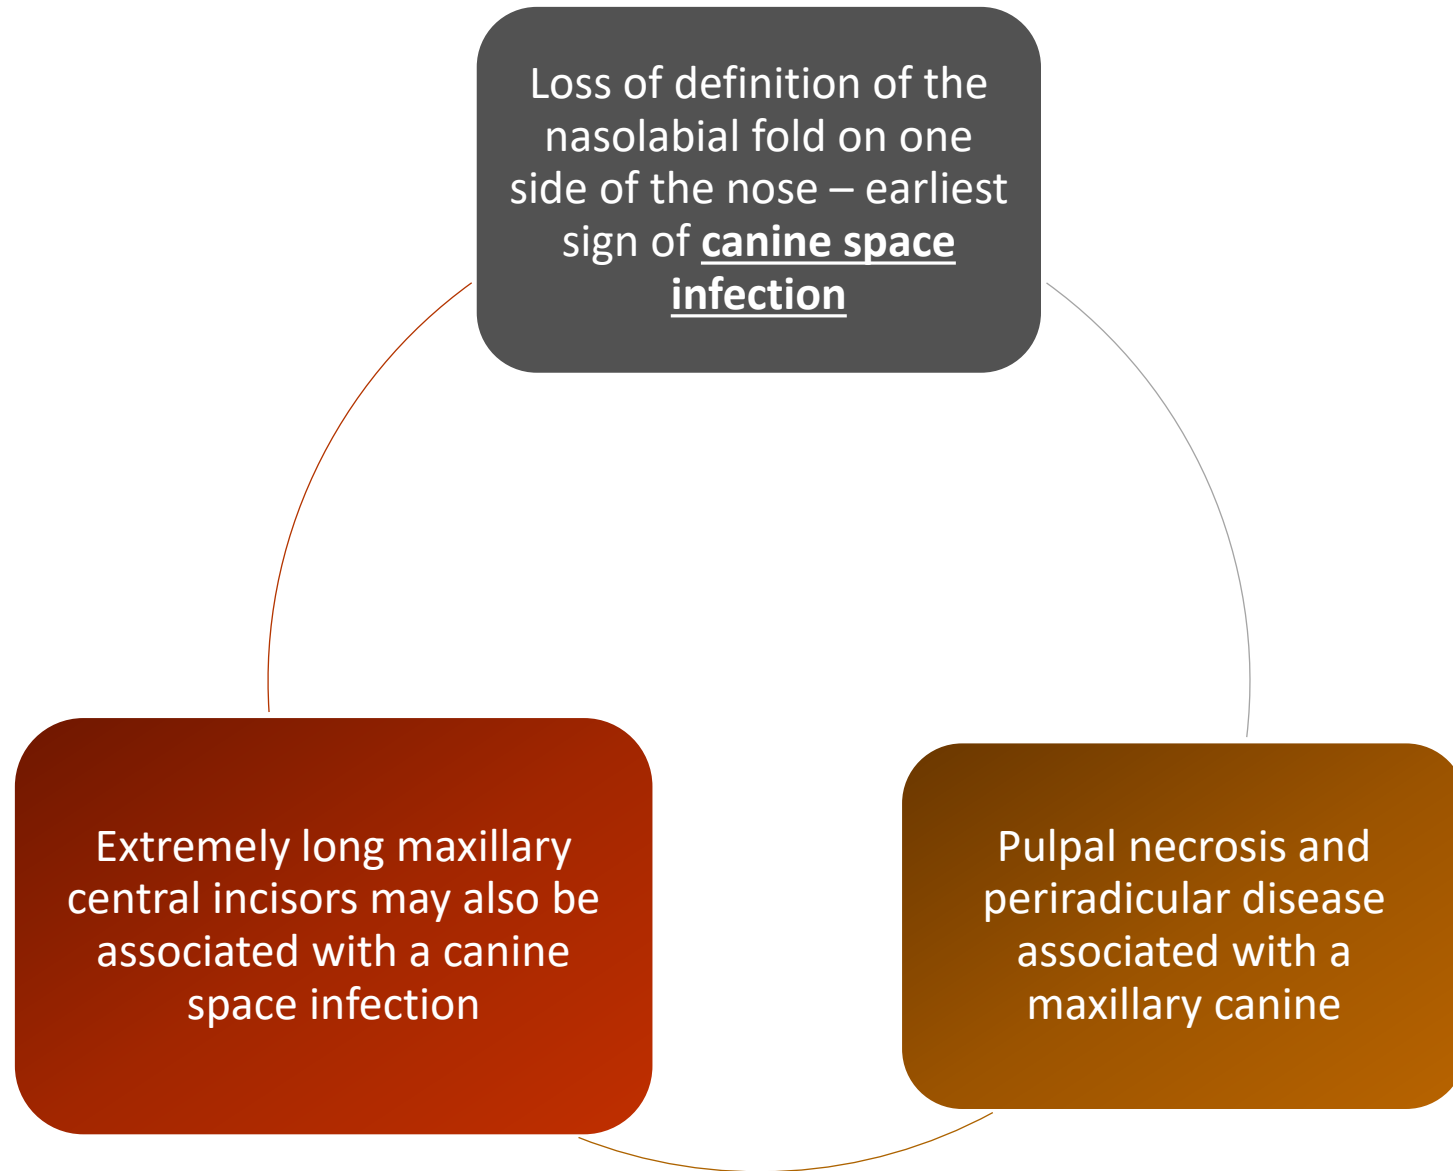 Loss of definition of the
nasolabial fold on one
side of the nose – earliest
sign of canine space
infection
Pulpal necrosis and
periradicular disease
associated with a
maxillary canine
Extremely long maxillary
central incisors may also be
associated with a canine
space infection